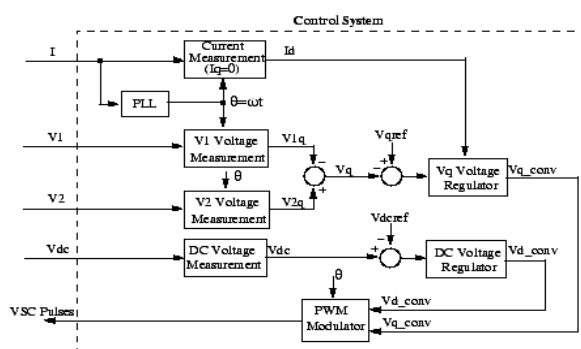 Control System
I
Current
Measurement
(Iq=0)
Id
PLL
θ=ωt
V1
V1 Voltage
Measurement
V1q
Vqref
θ
Vq
Vq Voltage
Regulator
Vq_conv
V2
V2 Voltage
Measurement
V2q
Vdcref
Vdc
DC Voltage
Measurement
Vdc
DC Voltage
Regulator
Vd_conv
θ
VSC Pulses
PWM
Modulator
Vd_conv
Vq_conv